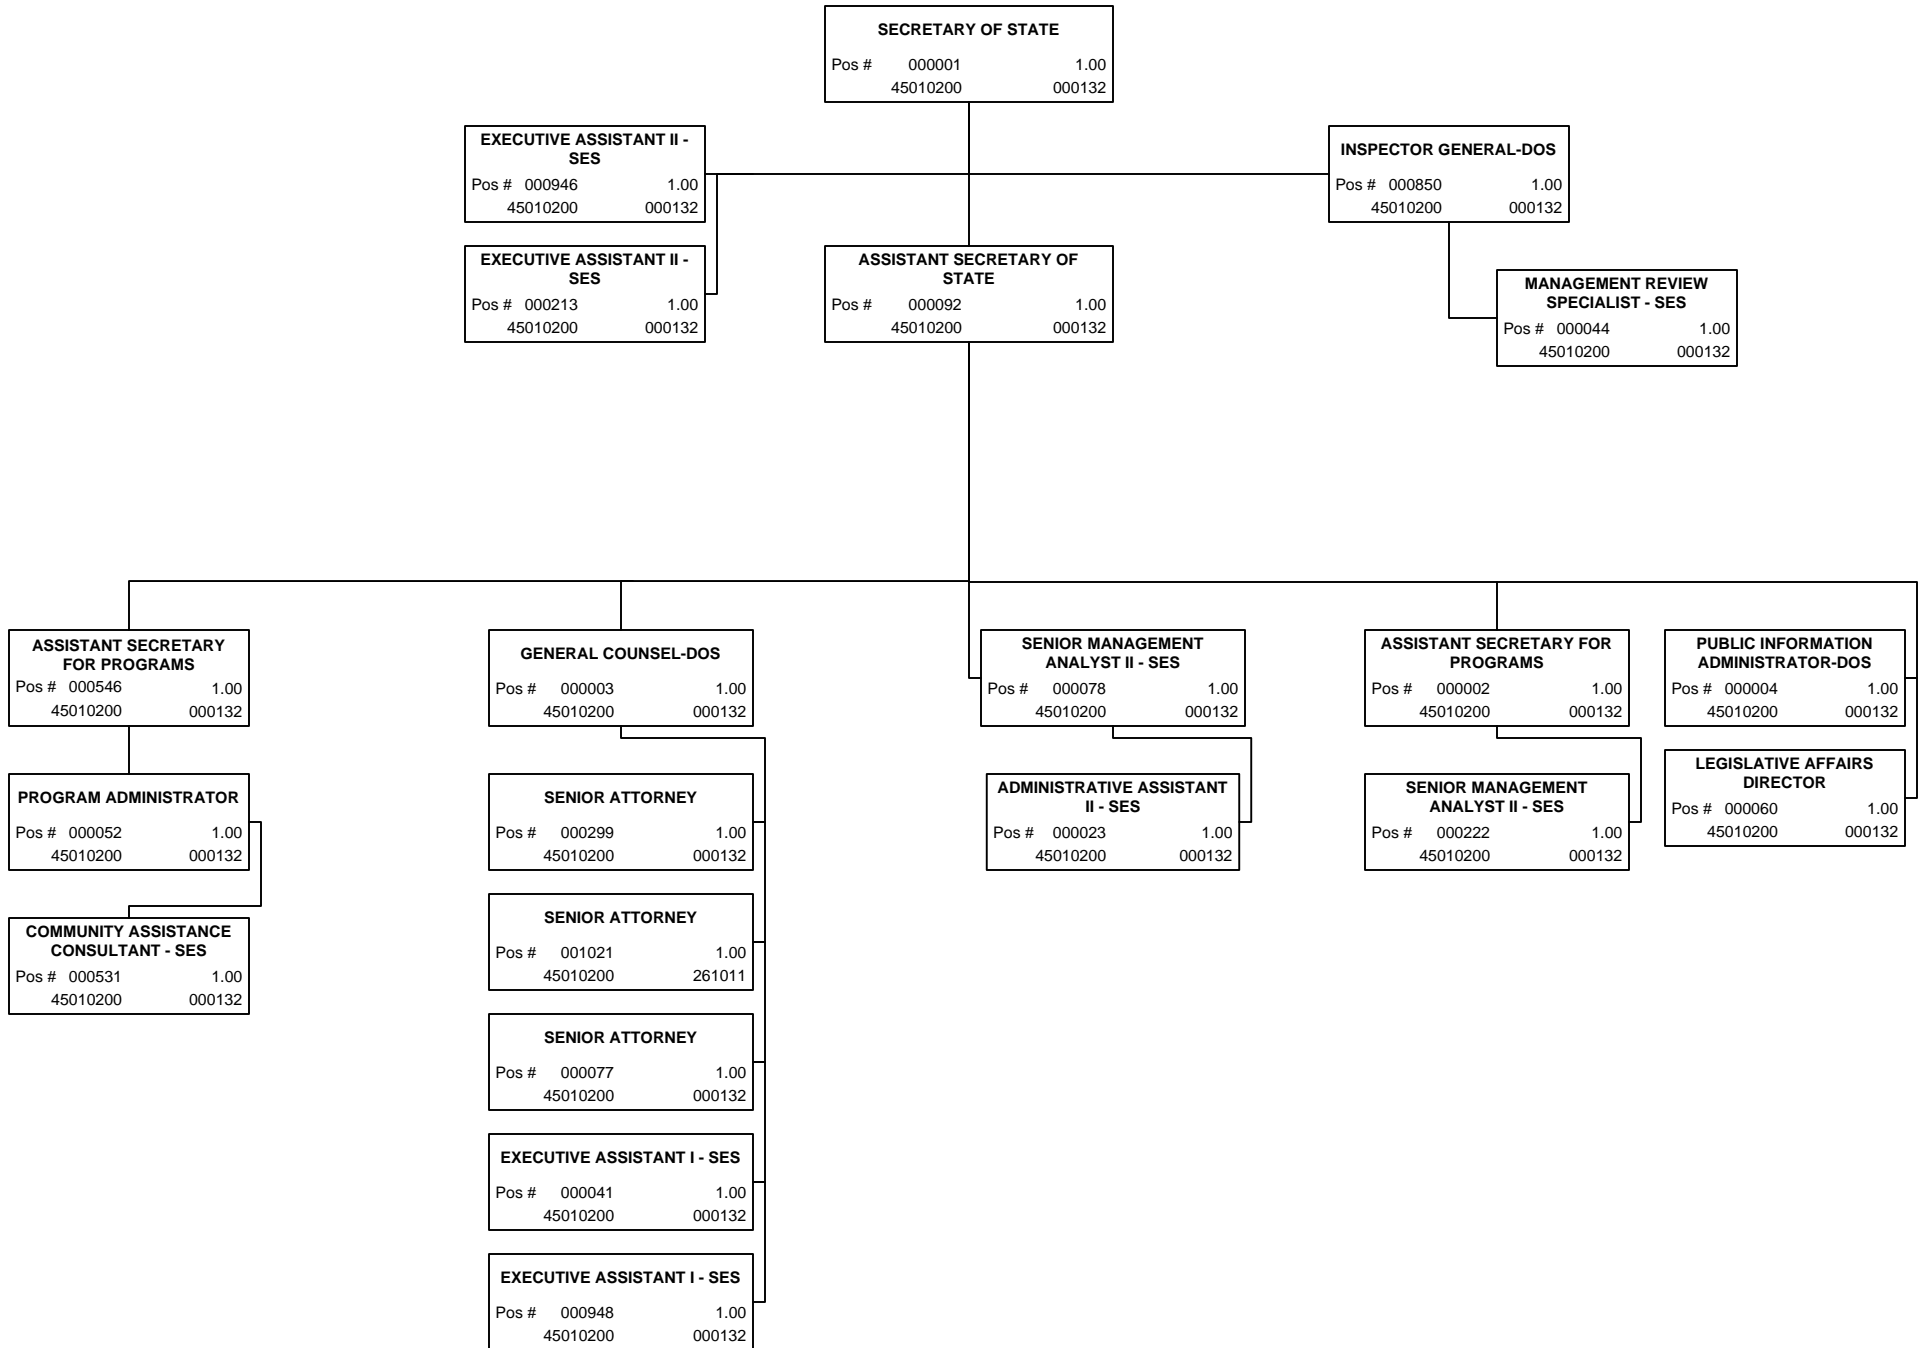 SECRETARY OF STATE
Pos # 000001 1.00
45010200 000132
EXECUTIVE ASSISTANT II -
SES
Pos # 000946 1.00
45010200 000132
INSPECTOR GENERAL-DOS
Pos # 000850 1.00
45010200 000132
EXECUTIVE ASSISTANT II -
SES
Pos # 000213 1.00
45010200 000132
ASSISTANT SECRETARY OF
STATE
Pos # 000092 1.00
45010200 000132
MANAGEMENT REVIEW
SPECIALIST - SES
Pos # 000044 1.00
45010200 000132
ASSISTANT SECRETARY
FOR PROGRAMS
Pos # 000546 1.00
45010200 000132
PROGRAM ADMINISTRATOR
Pos # 000052 1.00
45010200 000132
COMMUNITY ASSISTANCE
CONSULTANT - SES
Pos # 000531 1.00
45010200 000132
GENERAL COUNSEL-DOS
Pos # 000003 1.00
45010200 000132
SENIOR ATTORNEY
Pos # 000299 1.00
45010200 000132
SENIOR ATTORNEY
Pos # 001021 1.00
45010200 261011
SENIOR ATTORNEY
Pos # 000077 1.00
45010200 000132
EXECUTIVE ASSISTANT I - SES
Pos # 000041 1.00
45010200 000132
EXECUTIVE ASSISTANT I - SES
Pos # 000948 1.00
45010200 000132
SENIOR MANAGEMENT
ANALYST II - SES
Pos # 000078 1.00
45010200 000132
ADMINISTRATIVE ASSISTANT
II - SES
Pos # 000023 1.00
45010200 000132
ASSISTANT SECRETARY FOR
PROGRAMS
Pos # 000002 1.00
45010200 000132
SENIOR MANAGEMENT
ANALYST II - SES
Pos # 000222 1.00
45010200 000132
PUBLIC INFORMATION
ADMINISTRATOR-DOS
Pos # 000004 1.00
45010200 000132
LEGISLATIVE AFFAIRS
DIRECTOR
Pos # 000060 1.00
45010200 000132